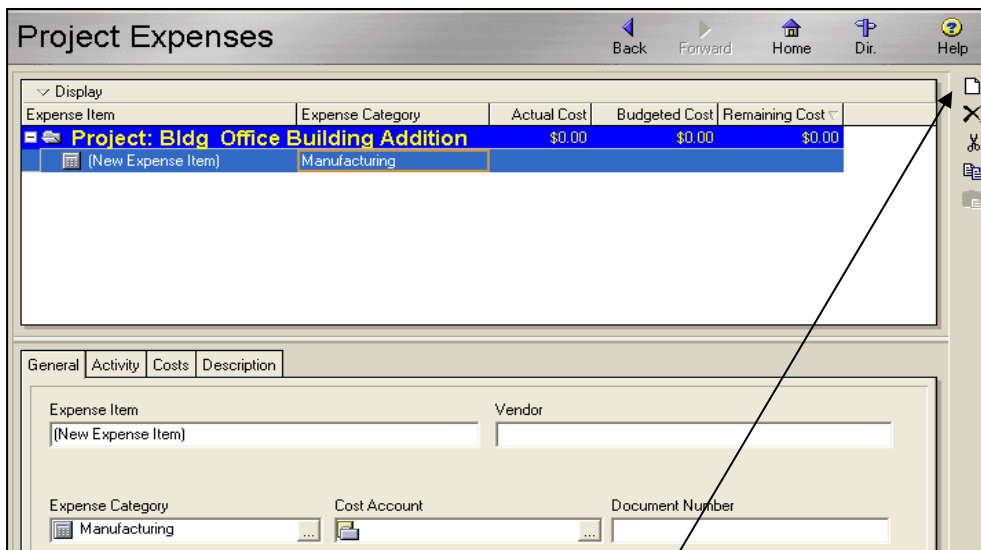 Project Expenses
Back Forward Home Dir. Help
Display
Expense Item Expense Category Actual Cost Budgeted Cost Remaining Cost
Project: Bldg Office Building Addition $0.00 $0.00 $0.00
(New Expense Item) Manufacturing
General Activity Costs Description
Expense Item Vendor
(New Expense Item)
Expense Category Cost Account Document Number
Manufacturing ... ...